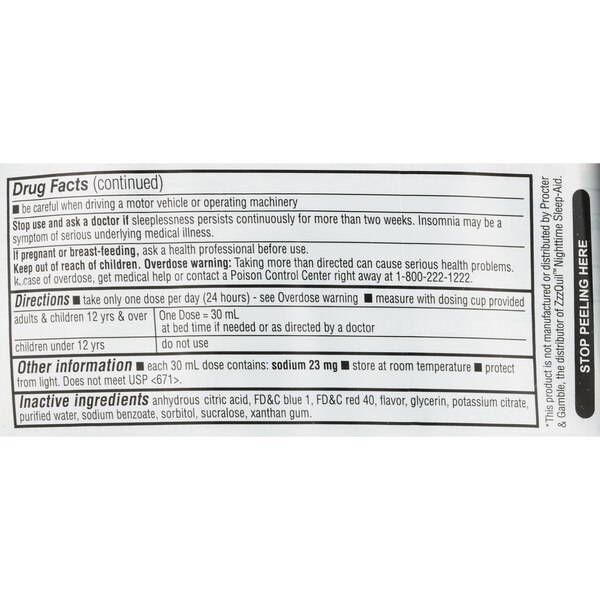 Drug Facts (continued)
■ be careful when driving a motor vehicle or operating machinery
Stop use and ask a doctor if sleeplessness persists continuously for more than two weeks. Insomnia may be a
symptom of serious underlying medical illness.
If pregnant or breast-feeding, ask a health professional before use.
Keep out of reach of children. Overdose warning: Taking more than directed can cause serious health problems.
case of overdose, get medical help or contact a Poison Control Center right away at 1-800-222-1222.
Directions ■ take only one dose per day (24 hours) - see Overdose warning ■ measure with dosing cup provided
adults & children 12 yrs & over One Dose = 30 mL
at bed time if needed or as directed by a doctor
children under 12 yrs do not use
Other information ■ each 30 mL dose contains: sodium 23 mg ■ store at room temperature ■ protect
from light. Does not meet USP <671>.
Inactive ingredients anhydrous citric acid, FD&C blue 1, FD&C red 40, flavor, glycerin, potassium citrate,
purified water, sodium benzoate, sorbitol, sucralose, xanthan gum.
*This product is not manufactured or distributed by Procter
& Gamble, the distributor of ZzzQuil™ Nighttime Sleep-Aid.
STOP PEELING HERE